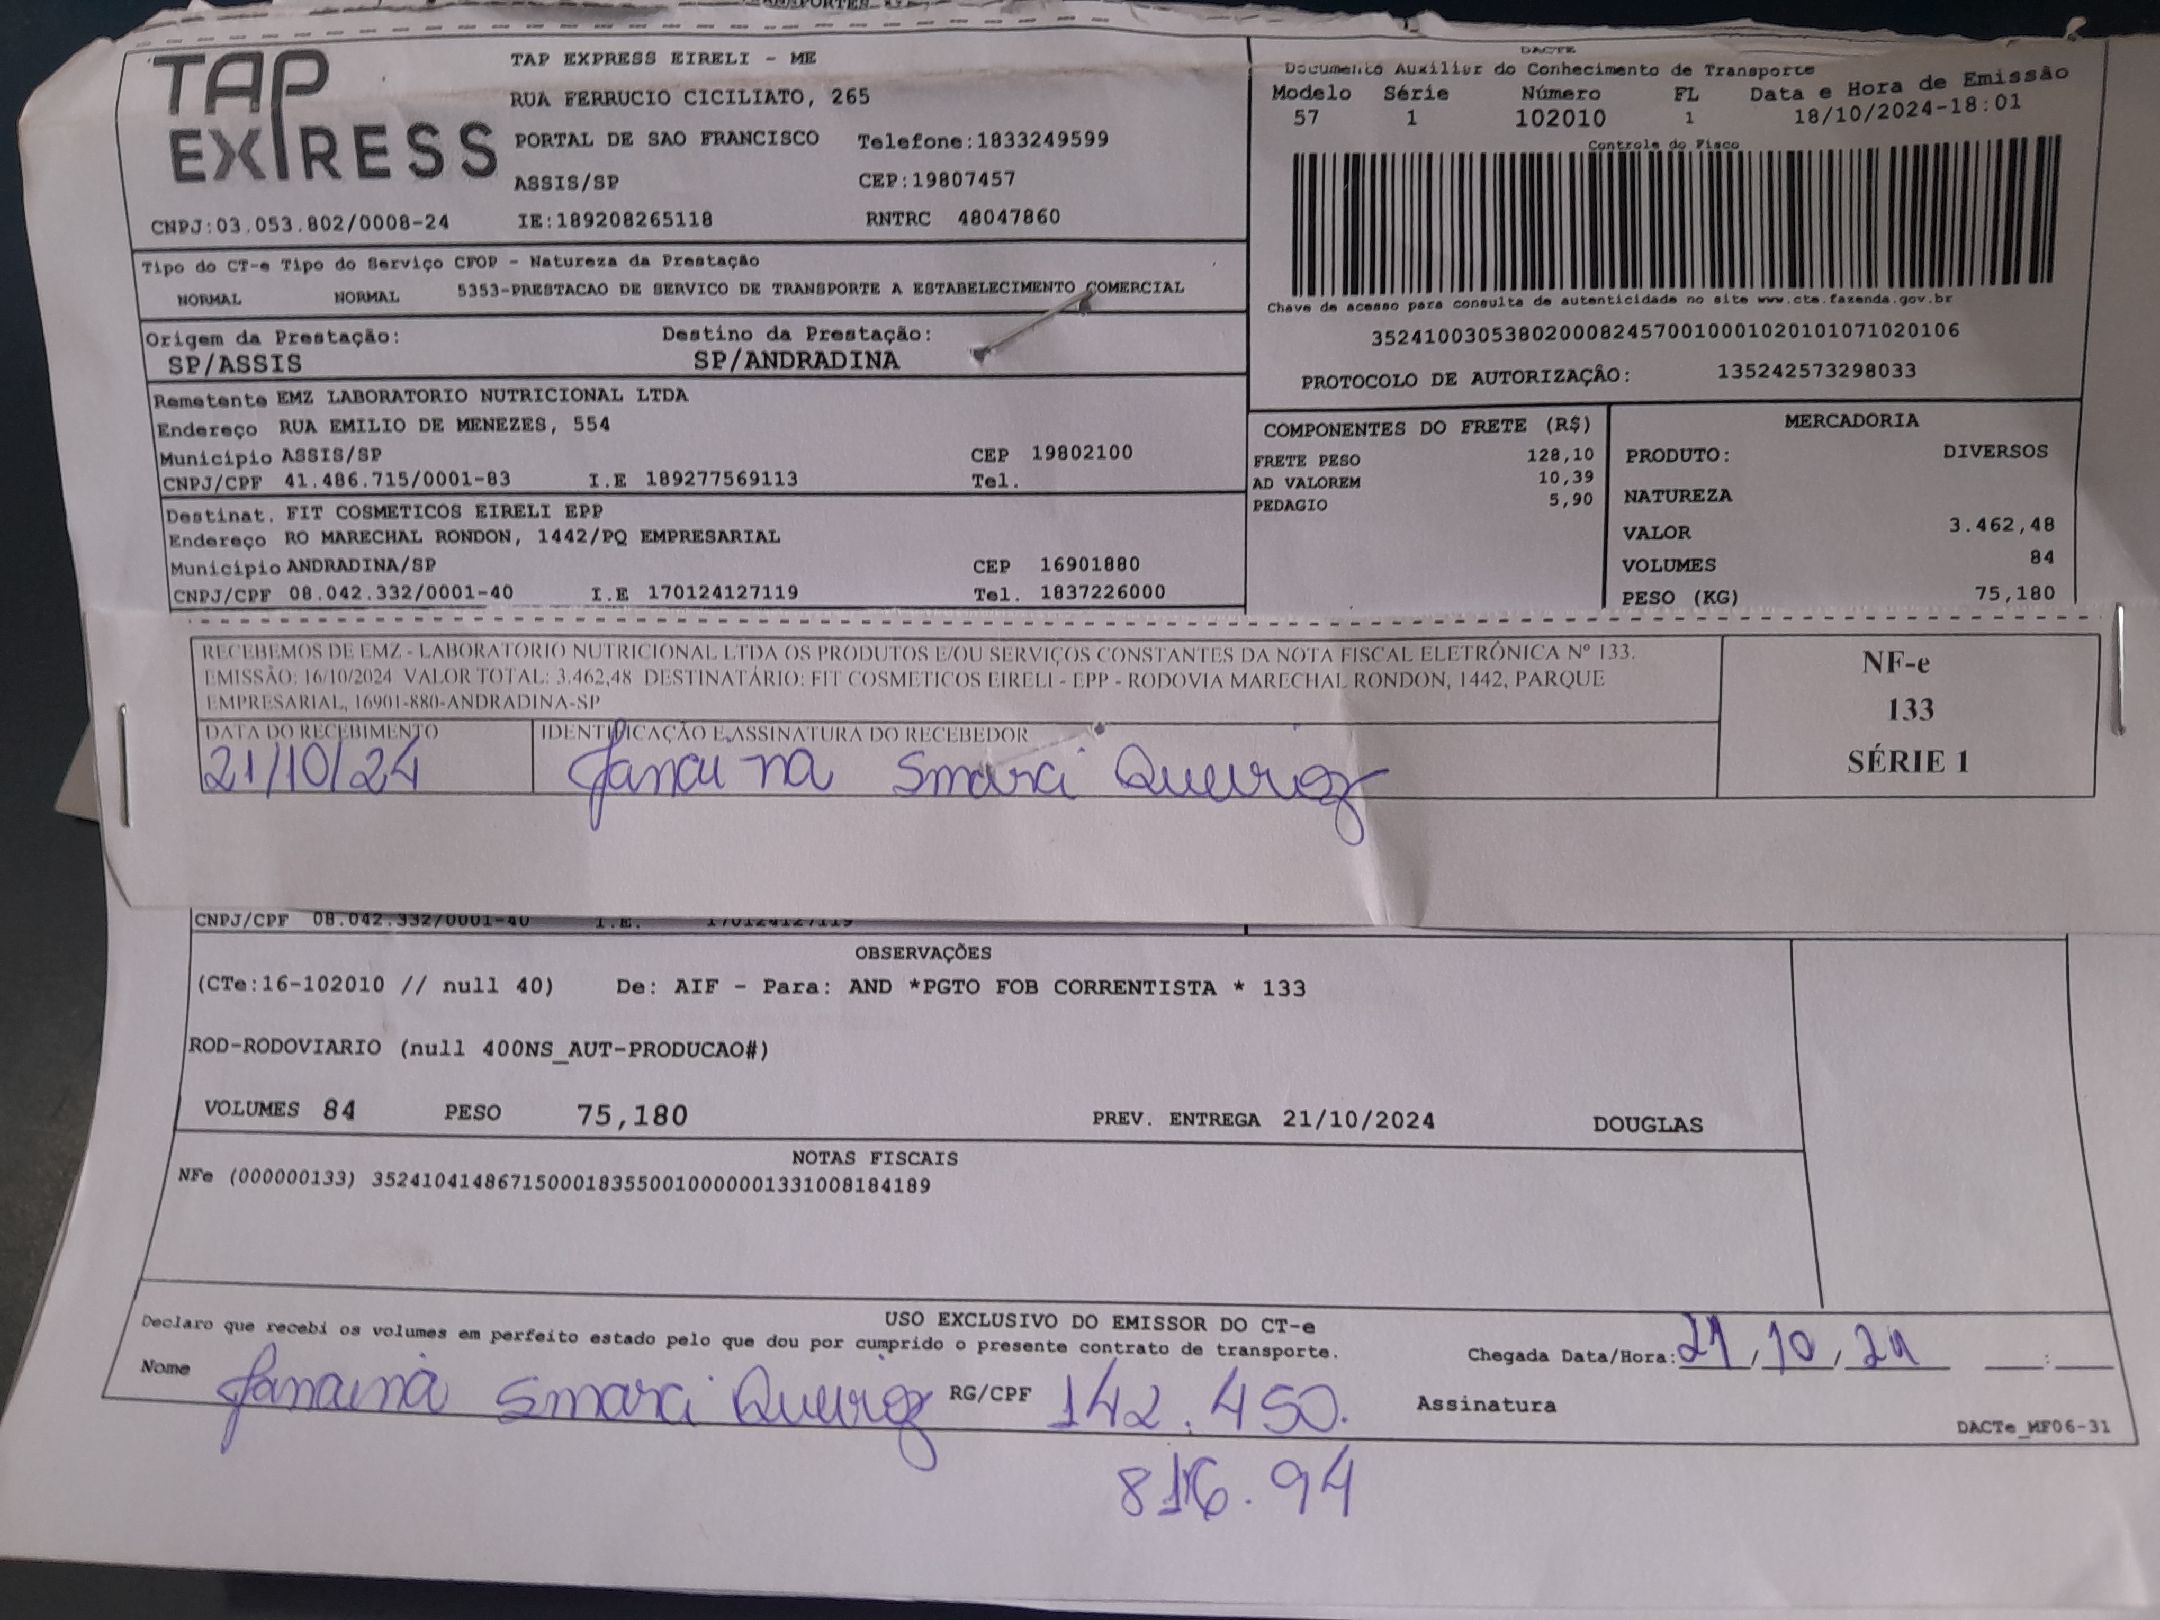 TAP
EXPRESS
TAP EXPRESS EIRELI - ME
RUA FERRUCIO CICILIATO, 265
PORTAL DE SAO FRANCISCO Telefone:1833249599
ASSIS/SP CEP:19807457
CNPJ:03.053.802/0008-24 IE:189208265118 RNTRC 48047860
DACTE
Documento Auxiliar do Conhecimento de Transporte
Modelo Série Número FL Data e Hora de Emissão
57 1 102010 1 18/10/2024-18:01
Controle do Fisco
Chave de acesso para consulta de autenticidade no site www.cte.fazenda.gov.br
35241003053802000824570010001020101071020106
PROTOCOLO DE AUTORIZAÇÃO: 135242573298033
Tipo do CT-e Tipo do Serviço CFOP - Natureza da Prestação
NORMAL NORMAL 5353-PRESTACAO DE SERVICO DE TRANSPORTE A ESTABELECIMENTO COMERCIAL
Origem da Prestação: Destino da Prestação:
SP/ASSIS SP/ANDRADINA
Remetente EMZ LABORATORIO NUTRICIONAL LTDA
Endereço RUA EMILIO DE MENEZES, 554
Município ASSIS/SP CEP 19802100
CNPJ/CPF 41.486.715/0001-83 I.E 189277569113 Tel.
Destinat. FIT COSMETICOS EIRELI EPP
Endereço RO MARECHAL RONDON, 1442/PQ EMPRESARIAL
Município ANDRADINA/SP CEP 16901880
CNPJ/CPF 08.042.332/0001-40 I.E 170124127119 Tel. 1837226000
COMPONENTES DO FRETE (R$)
FRETE PESO 128,10
AD VALOREM 10,39
PEDAGIO 5,90
MERCADORIA
PRODUTO: DIVERSOS
NATUREZA
VALOR 3.462,48
VOLUMES 84
PESO (KG) 75,180
RECEBEMOS DE EMZ - LABORATORIO NUTRICIONAL LTDA OS PRODUTOS E/OU SERVIÇOS CONSTANTES DA NOTA FISCAL ELETRÔNICA Nº 133.
EMISSÃO: 16/10/2024 VALOR TOTAL: 3.462,48 DESTINATÁRIO: FIT COSMETICOS EIRELI - EPP - RODOVIA MARECHAL RONDON, 1442, PARQUE
EMPRESARIAL, 16901-880-ANDRADINA-SP
DATA DO RECEBIMENTO IDENTIFICAÇÃO E ASSINATURA DO RECEBEDOR
21/10/24 Janaina Smara Queiroz
NF-e
133
SÉRIE 1
CNPJ/CPF 08.042.332/0001-40 I.E. 170124127119
OBSERVAÇÕES
(CTe:16-102010 // null 40) De: AIF - Para: AND *PGTO FOB CORRENTISTA * 133
ROD-RODOVIARIO (null 400NS_AUT-PRODUCAO#)
VOLUMES 84 PESO 75,180 PREV. ENTREGA 21/10/2024 DOUGLAS
NOTAS FISCAIS
NFe (000000133) 35241041486715000183550010000001331008184189
USO EXCLUSIVO DO EMISSOR DO CT-e
Declaro que recebi os volumes em perfeito estado pelo que dou por cumprido o presente contrato de transporte.
Chegada Data/Hora: 21,10,24 :
Nome Janaina Smara Queiroz RG/CPF 142.450. Assinatura
816.94
DACTe_MF06-31